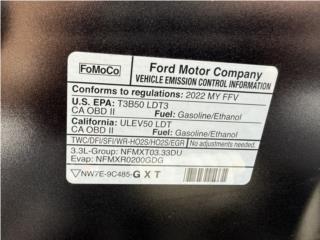 FoMoCo
Ford Motor Company
VEHICLE EMISSION CONTROL INFORMATION
Conforms to regulations: 2022 MY FFV
U.S. EPA: T3B50 LDT3
CA OBD II Fuel: Gasoline/Ethanol
California: ULEV50 LDT
CA OBD II Fuel: Gasoline/Ethanol
TWC/DFI/SFI/WR-HO2S/HO2S/EGR No adjustments needed.
3.3L-Group: NFMXT03.33DU
Evap: NFMXR0200GDG
NW7E-9C485-G X T